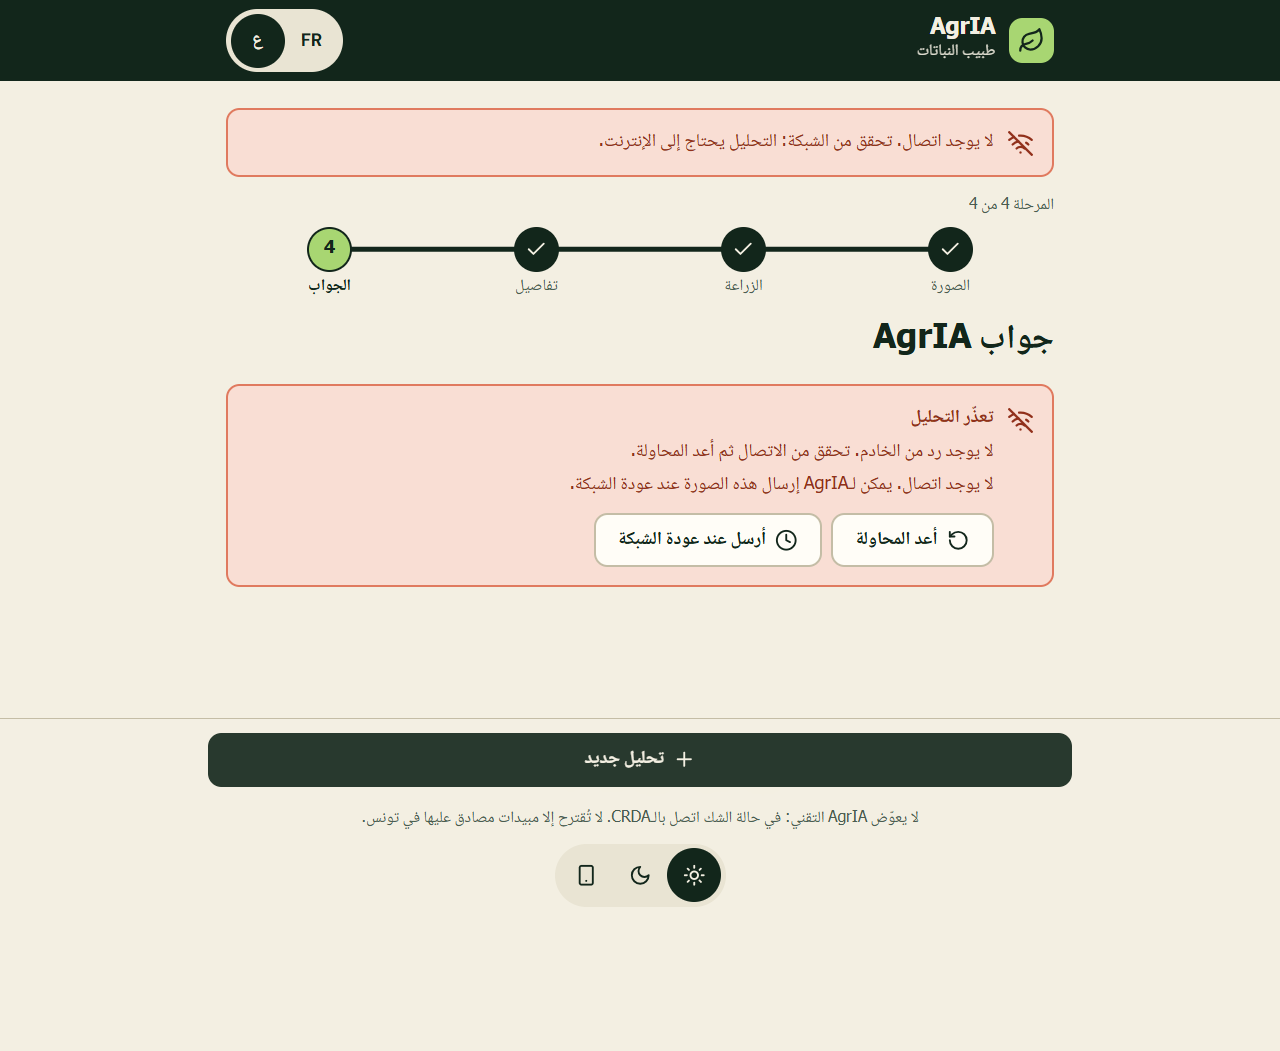 AgrIA
طبيب النباتات
FR
ع
لا يوجد اتصال. تحقق من الشبكة: التحليل يحتاج إلى الإنترنت.
المرحلة 4 من 4
الصورة
الزراعة
تفاصيل
4
الجواب
جواب AgrIA
تعذّر التحليل
لا يوجد رد من الخادم. تحقق من الاتصال ثم أعد المحاولة.
لا يوجد اتصال. يمكن لـAgrIA إرسال هذه الصورة عند عودة الشبكة.
أعد المحاولة
أرسل عند عودة الشبكة
تحليل جديد
لا يعوّض AgrIA التقني: في حالة الشك اتصل بالـCRDA. لا تُقترح إلا مبيدات مصادق عليها في تونس.